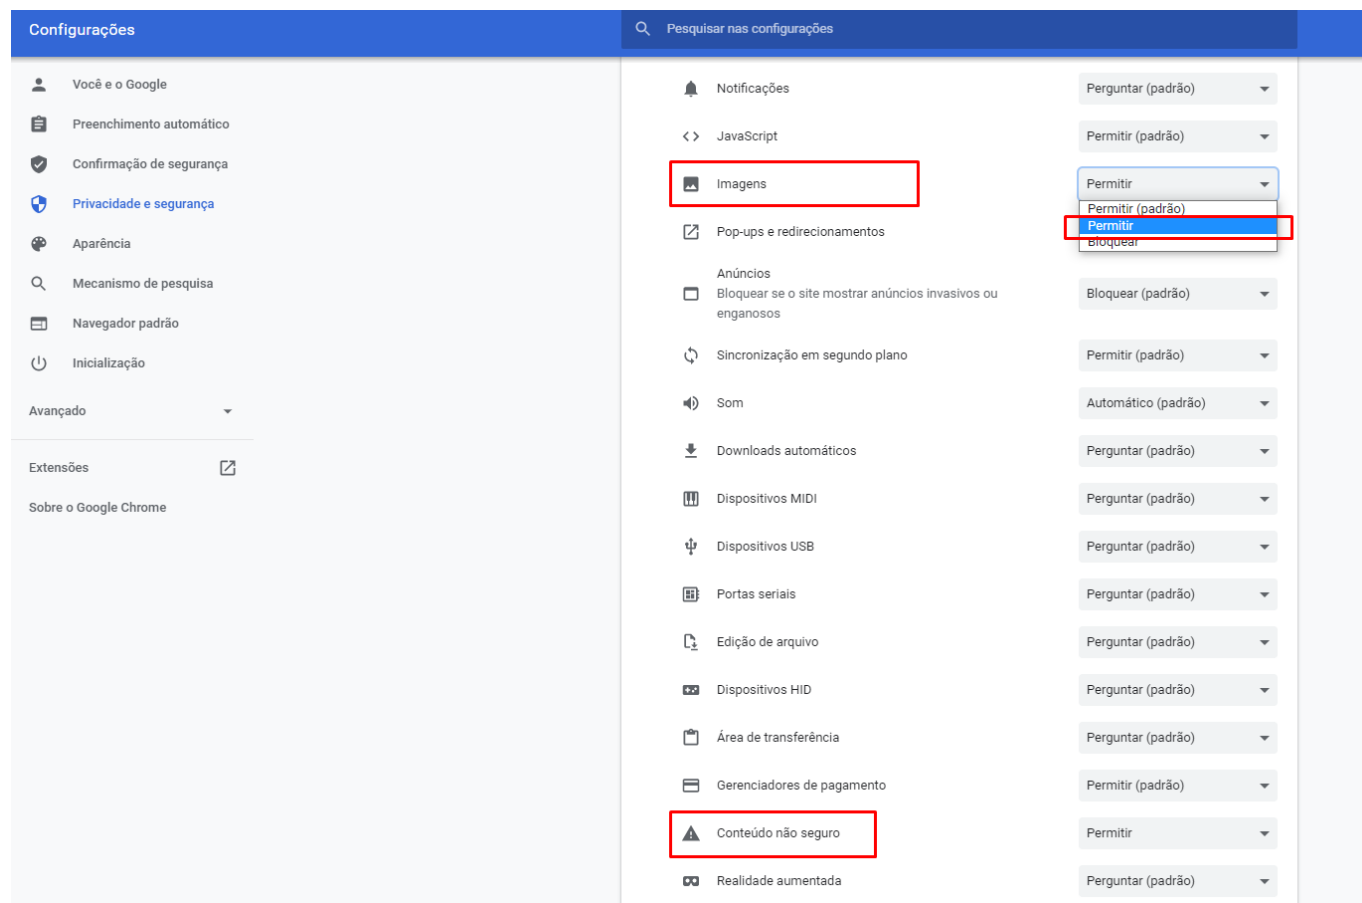 Configurações
Pesquisar nas configurações
Você e o Google
Preenchimento automático
Confirmação de segurança
Privacidade e segurança
Aparência
Mecanismo de pesquisa
Navegador padrão
Inicialização
Avançado
Extensões
Sobre o Google Chrome
Notificações
Perguntar (padrão)
JavaScript
Permitir (padrão)
Imagens
Permitir
Permitir (padrão)
Permitir
Bloquear
Pop-ups e redirecionamentos
Anúncios
Bloquear se o site mostrar anúncios invasivos ou
enganosos
Bloquear (padrão)
Sincronização em segundo plano
Permitir (padrão)
Som
Automático (padrão)
Downloads automáticos
Perguntar (padrão)
Dispositivos MIDI
Perguntar (padrão)
Dispositivos USB
Perguntar (padrão)
Portas seriais
Perguntar (padrão)
Edição de arquivo
Perguntar (padrão)
Dispositivos HID
Perguntar (padrão)
Área de transferência
Perguntar (padrão)
Gerenciadores de pagamento
Permitir (padrão)
Conteúdo não seguro
Permitir
Realidade aumentada
Perguntar (padrão)